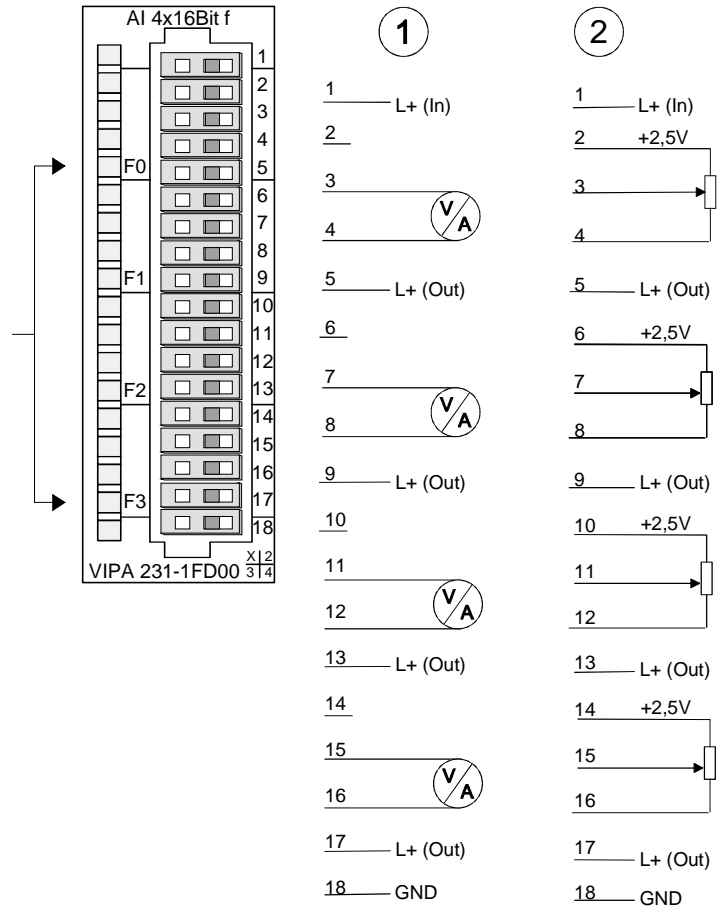 AI 4x16Bit f
1
2
3
4
F0 5
6
7
8
F1 9
10
11
12
F2 13
14
15
16
F3 17
18
VIPA 231-1FD00
X 2
3 4
1
1 L+ (In)
2
3
V A
4
5 L+ (Out)
6
7
V A
8
9 L+ (Out)
10
11
V A
12
13 L+ (Out)
14
15
V A
16
17 L+ (Out)
18 GND
2
1 L+ (In)
2 +2,5V
3
4
5 L+ (Out)
6 +2,5V
7
8
9 L+ (Out)
10 +2,5V
11
12
13 L+ (Out)
14 +2,5V
15
16
17 L+ (Out)
18 GND